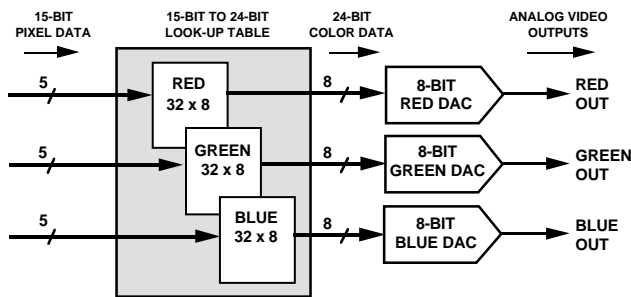 15-BIT
PIXEL DATA
15-BIT TO 24-BIT
LOOK-UP TABLE
24-BIT
COLOR DATA
ANALOG VIDEO
OUTPUTS
5
RED
32 x 8
8
8-BIT
RED DAC
RED
OUT
5
GREEN
32 x 8
8
8-BIT
GREEN DAC
GREEN
OUT
5
BLUE
32 x 8
8
8-BIT
BLUE DAC
BLUE
OUT